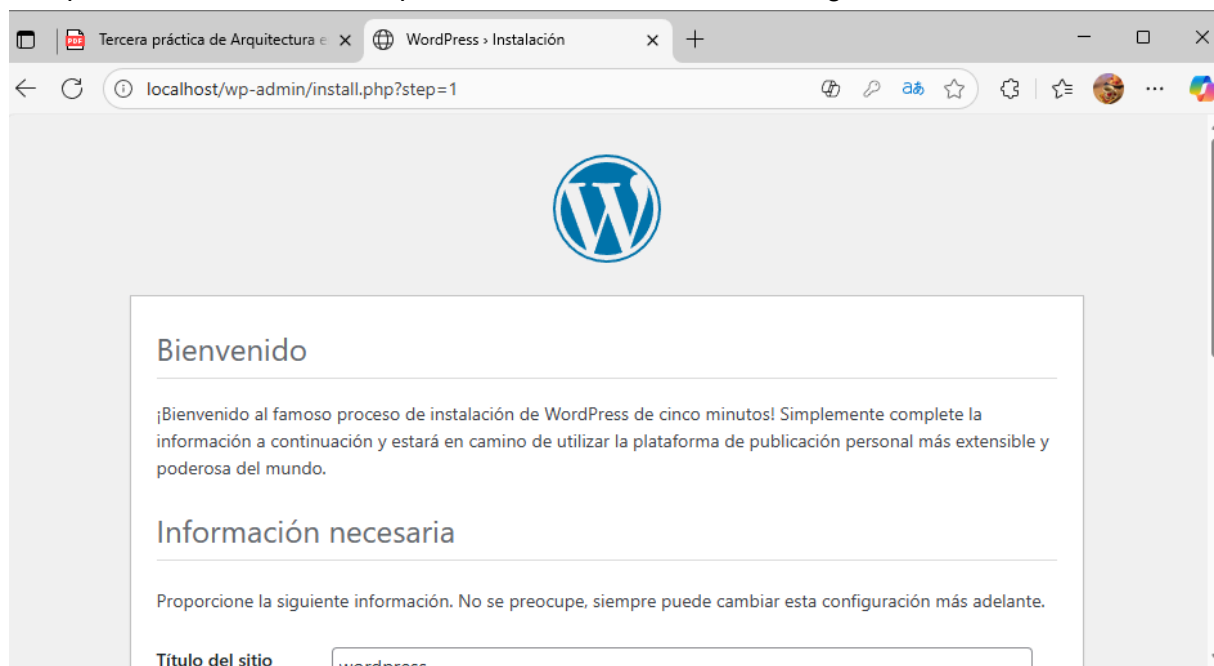 Tercera práctica de Arquitectura e
WordPress › Instalación
localhost/wp-admin/install.php?step=1
Bienvenido
¡Bienvenido al famoso proceso de instalación de WordPress de cinco minutos! Simplemente complete la
información a continuación y estará en camino de utilizar la plataforma de publicación personal más extensible y
poderosa del mundo.
Información necesaria
Proporcione la siguiente información. No se preocupe, siempre puede cambiar esta configuración más adelante.
Título del sitio
wordpress